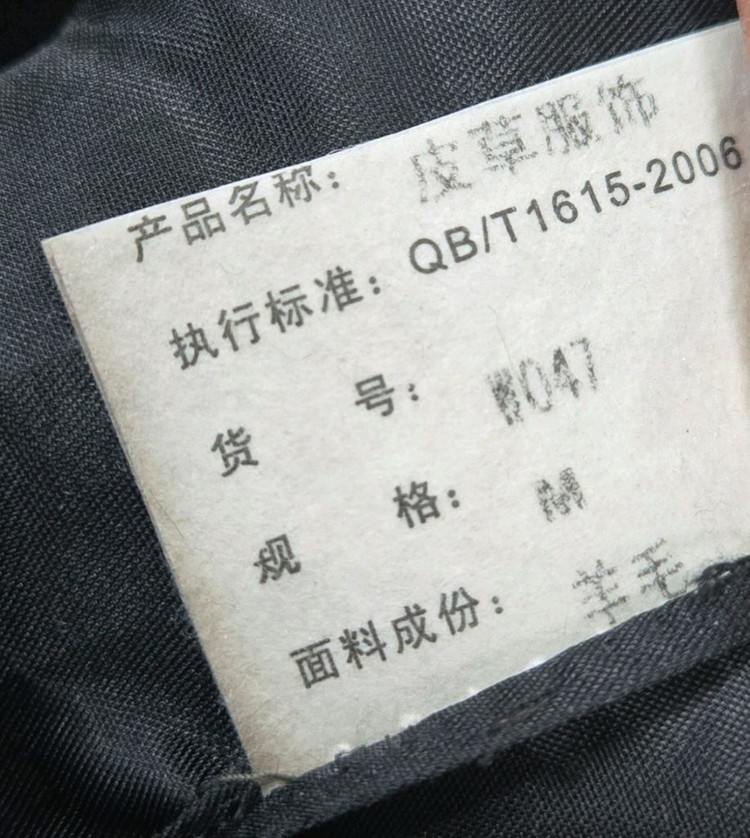 产品名称： 皮草服饰
执行标准： QB/T1615-2006
货 号： W047
规 格： M
面料成份： 羊毛